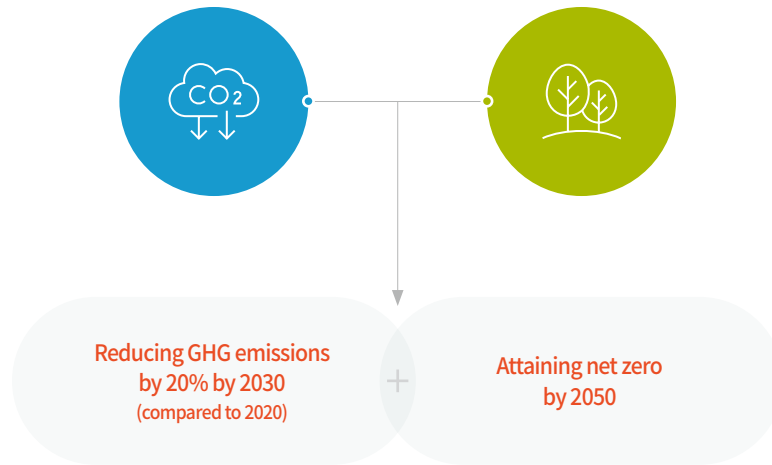 CO2
Reducing GHG emissions
by 20% by 2030
(compared to 2020)
+
Attaining net zero
by 2050